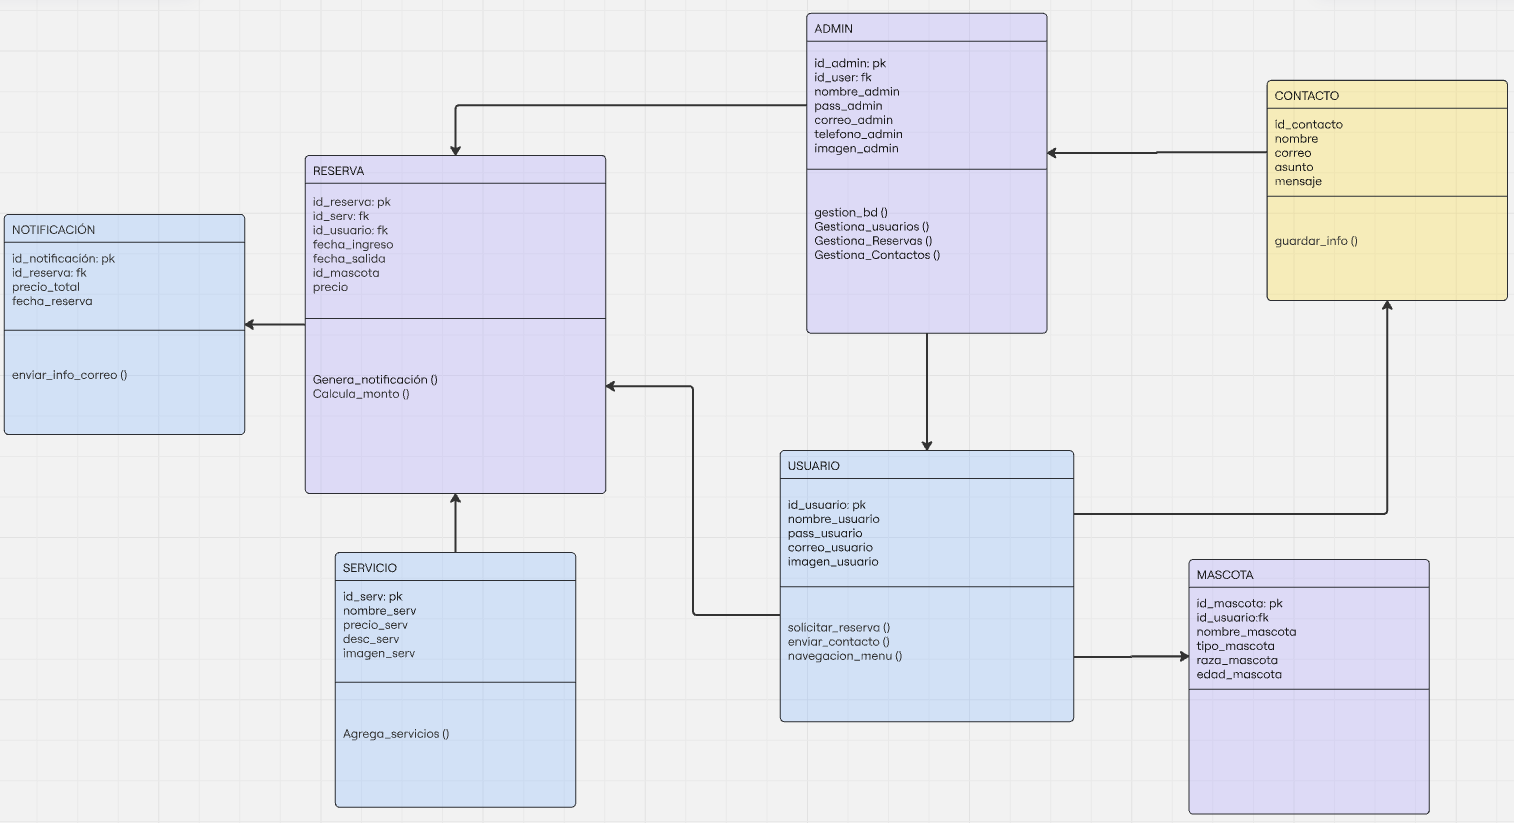 ADMIN
id_admin: pk
id_user: fk
nombre_admin
pass_admin
correo_admin
telefono_admin
imagen_admin
gestion_bd ()
Gestiona_usuarios ()
Gestiona_Reservas ()
Gestiona_Contactos ()
CONTACTO
id_contacto
nombre
correo
asunto
mensaje
guardar_info ()
RESERVA
id_reserva: pk
id_serv: fk
id_usuario: fk
fecha_ingreso
fecha_salida
id_mascota
precio
Genera_notificación ()
Calcula_monto ()
NOTIFICACIÓN
id_notificación: pk
id_reserva: fk
precio_total
fecha_reserva
enviar_info_correo ()
USUARIO
id_usuario: pk
nombre_usuario
pass_usuario
correo_usuario
imagen_usuario
solicitar_reserva ()
enviar_contacto ()
navegacion_menu ()
SERVICIO
id_serv: pk
nombre_serv
precio_serv
desc_serv
imagen_serv
Agrega_servicios ()
MASCOTA
id_mascota: pk
id_usuario:fk
nombre_mascota
tipo_mascota
raza_mascota
edad_mascota